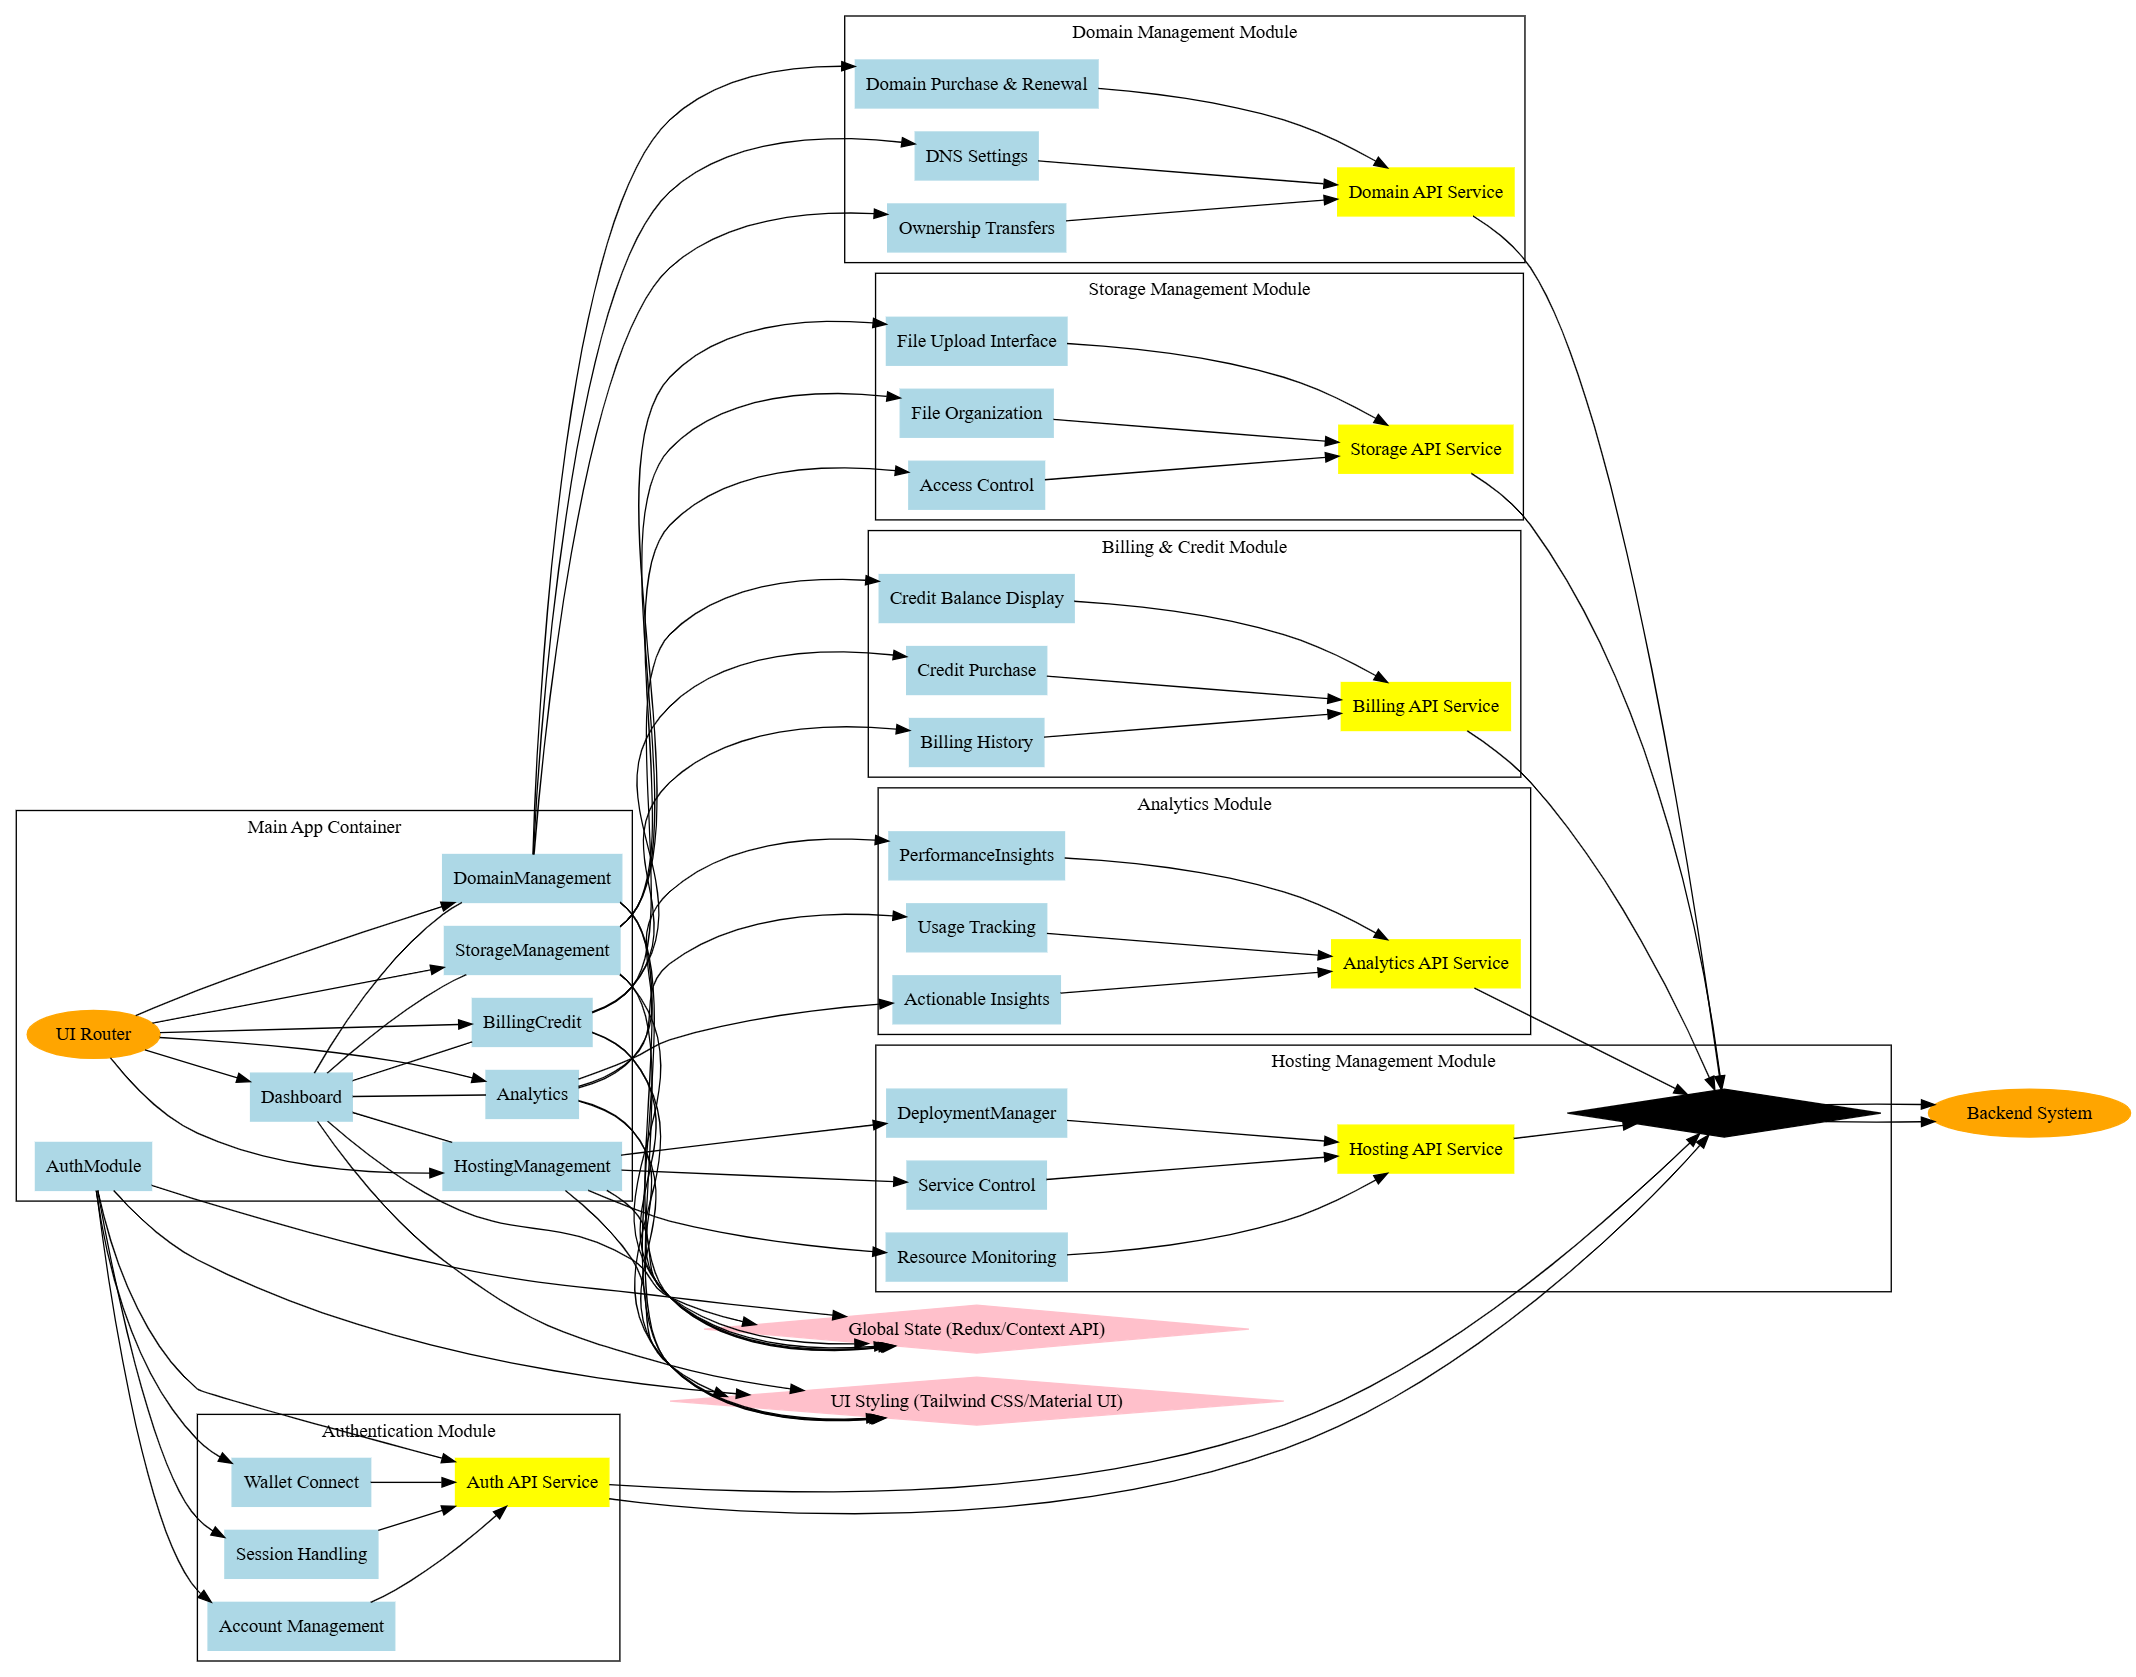 Domain Management Module
Domain Purchase & Renewal
DNS Settings
Domain API Service
Ownership Transfers
Storage Management Module
File Upload Interface
File Organization
Storage API Service
Access Control
Billing & Credit Module
Credit Balance Display
Credit Purchase
Billing API Service
Billing History
Analytics Module
PerformanceInsights
Usage Tracking
Analytics API Service
Actionable Insights
Main App Container
DomainManagement
StorageManagement
BillingCredit
UI Router
Dashboard
Analytics
AuthModule
HostingManagement
Hosting Management Module
DeploymentManager
Hosting API Service
Service Control
Resource Monitoring
Backend System
Global State (Redux/Context API)
UI Styling (Tailwind CSS/Material UI)
Authentication Module
Wallet Connect
Auth API Service
Session Handling
Account Management